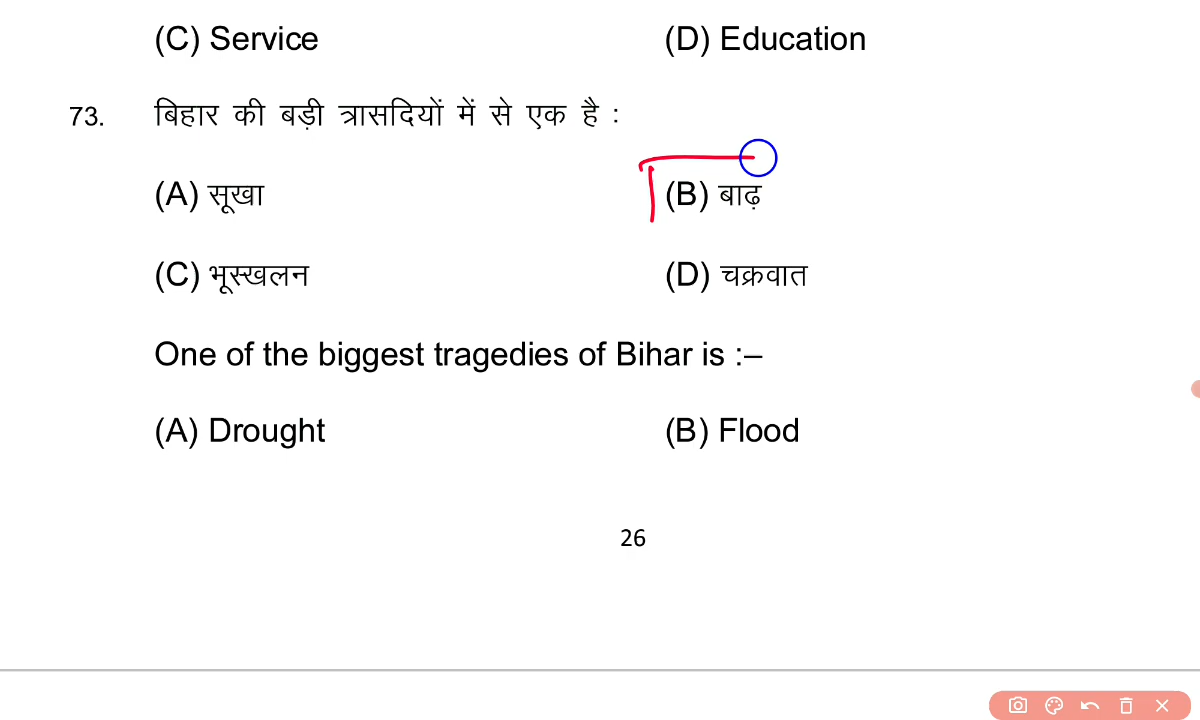 (C) Service (D) Education
73. बिहार की बड़ी त्रासदियों में से एक है :
(A) सूखा (B) बाढ़
(C) भूस्खलन (D) चक्रवात
One of the biggest tragedies of Bihar is :–
(A) Drought (B) Flood
26